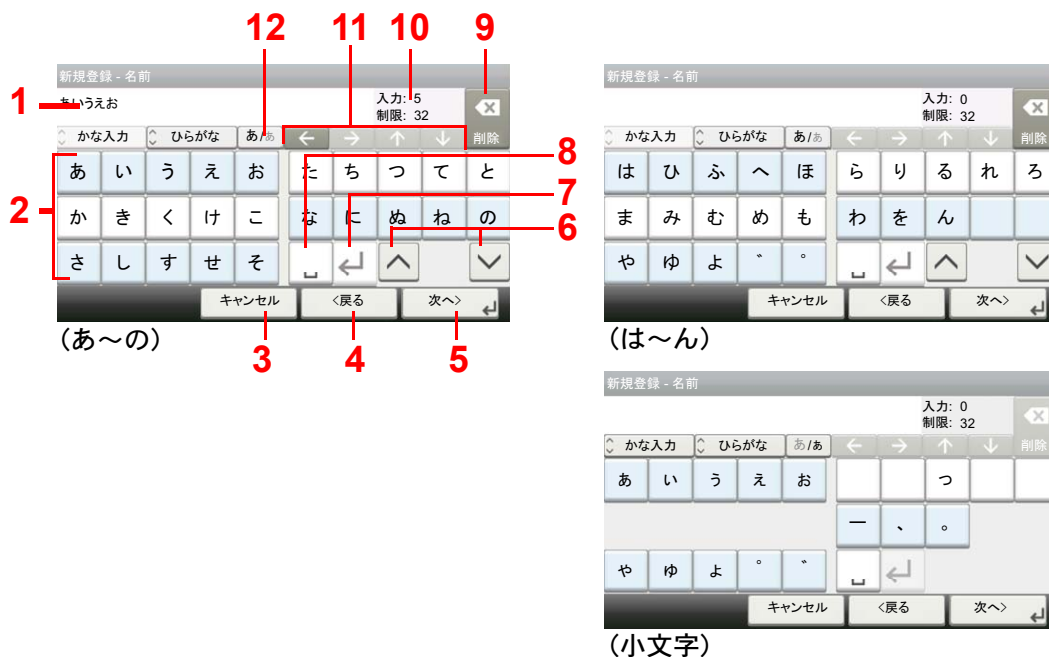 12 11 10 9
新規登録 - 名前
1 あいうえお
入力: 5
制限: 32
かな入力 ひらがな あ/ぁ ← → ↑ ↓ 削除
8
あ い う え お た ち つ て と
7
2 か き く け こ な に ぬ ね の
6
さ し す せ そ
キャンセル <戻る 次へ>
(あ～の)
3 4 5
新規登録 - 名前
入力: 0
制限: 32
かな入力 ひらがな あ/ぁ ← → ↑ ↓ 削除
は ひ ふ へ ほ ら り る れ ろ
ま み む め も わ を ん
や ゆ よ ゛ ゜
キャンセル <戻る 次へ>
(は～ん)
新規登録 - 名前
入力: 0
制限: 32
かな入力 ひらがな あ/ぁ ← → ↑ ↓ 削除
ぁ ぃ ぅ ぇ ぉ っ
ー 、 。
ゃ ゅ ょ ゜ ゛
キャンセル <戻る 次へ>
(小文字)